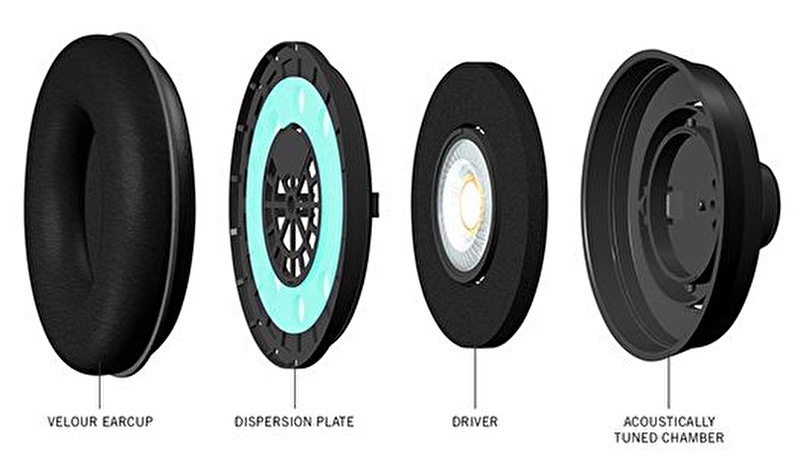 VELOUR EARCUP
DISPERSION PLATE
DRIVER
ACOUSTICALLY
TUNED CHAMBER